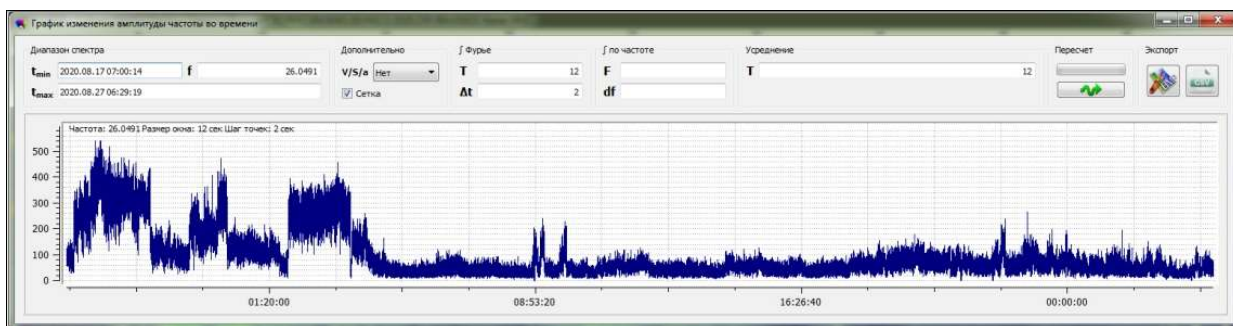 График изменения амплитуды частоты во времени
Диапазон спектра
t min 2020.08.17 07:00:14 f 26.0491
t max 2020.08.27 06:29:19
Дополнительно
V/S/a Нет
Сетка
∫ Фурье
T 12
Δt 2
∫ по частоте
F
df
Усреднение
T 12
Пересчет
Экспорт
CSV
Частота: 26.0491 Размер окна: 12 сек Шаг точек: 2 сек
500
400
300
200
100
0
01:20:00 08:53:20 16:26:40 00:00:00